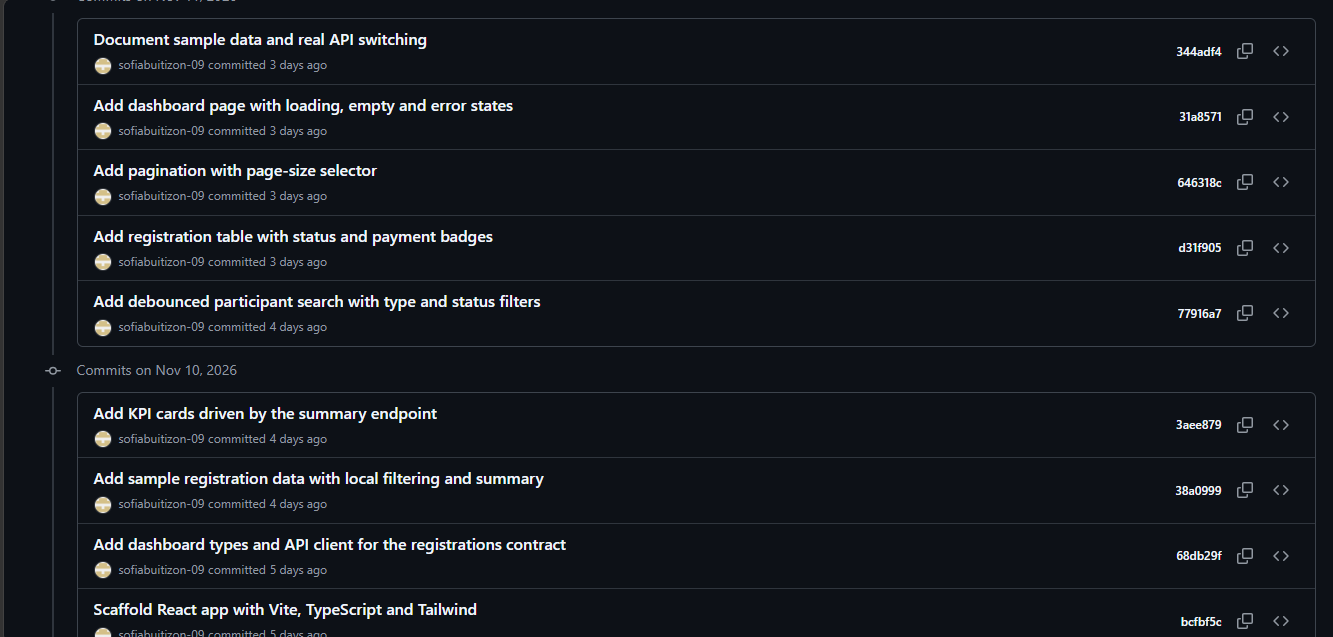 Document sample data and real API switching
sofiabuitizon-09 committed 3 days ago
344adf4
Add dashboard page with loading, empty and error states
sofiabuitizon-09 committed 3 days ago
31a8571
Add pagination with page-size selector
sofiabuitizon-09 committed 3 days ago
646318c
Add registration table with status and payment badges
sofiabuitizon-09 committed 3 days ago
d31f905
Add debounced participant search with type and status filters
sofiabuitizon-09 committed 4 days ago
77916a7
Commits on Nov 10, 2026
Add KPI cards driven by the summary endpoint
sofiabuitizon-09 committed 4 days ago
3aee879
Add sample registration data with local filtering and summary
sofiabuitizon-09 committed 4 days ago
38a0999
Add dashboard types and API client for the registrations contract
sofiabuitizon-09 committed 5 days ago
68db29f
Scaffold React app with Vite, TypeScript and Tailwind
sofiabuitizon-09 committed 5 days ago
bcfbf5c